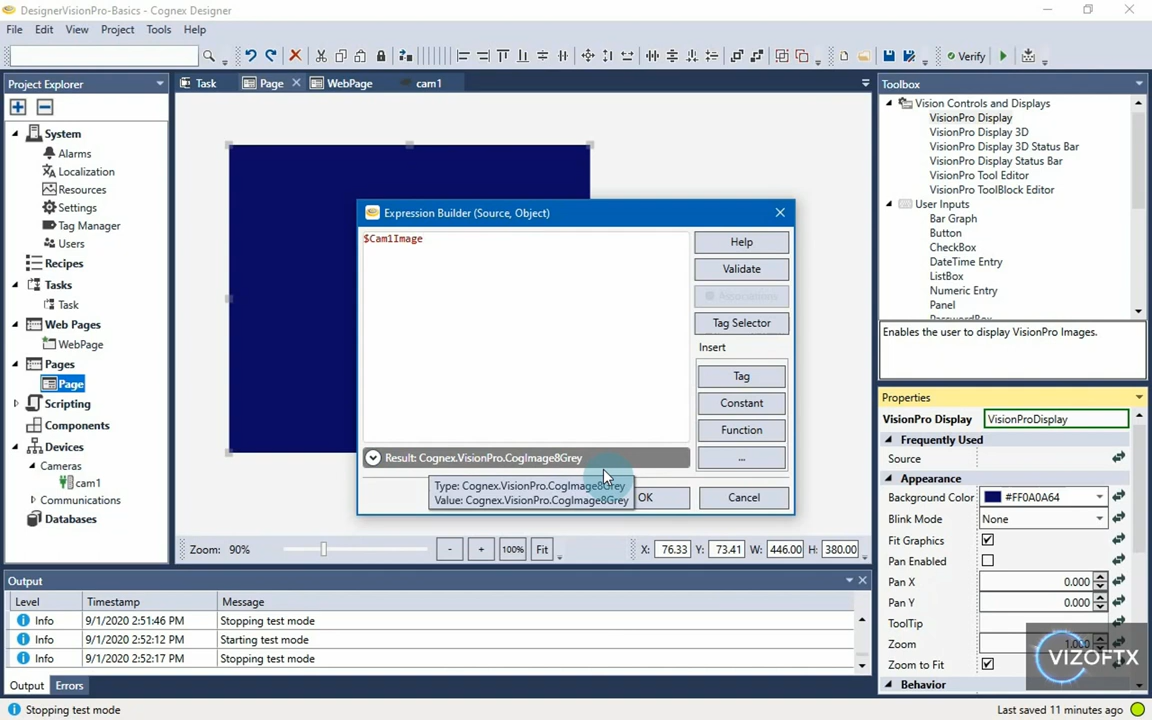 DesignerVisionPro-Basics - Cognex Designer
File Edit View Project Tools Help
Verify
Project Explorer
System
Alarms
Localization
Resources
Settings
Tag Manager
Users
Recipes
Tasks
Task
Web Pages
WebPage
Pages
Page
Scripting
Components
Devices
Cameras
cam1
Communications
Databases
Task Page WebPage cam1
Expression Builder (Source, Object)
$Cam1Image
Help
Validate
Associations
Tag Selector
Insert
Tag
Constant
Function
...
Result: Cognex.VisionPro.CogImage8Grey
Type: Cognex.VisionPro.CogImage8Grey
Value: Cognex.VisionPro.CogImage8Grey
OK Cancel
Zoom: 90% - + 100% Fit X: 76.33 Y: 73.41 W: 446.00 H: 380.00
Output
Level Timestamp Message
Info 9/1/2020 2:51:46 PM Stopping test mode
Info 9/1/2020 2:52:12 PM Starting test mode
Info 9/1/2020 2:52:17 PM Stopping test mode
Output Errors
Stopping test mode
Toolbox
Vision Controls and Displays
VisionPro Display
VisionPro Display 3D
VisionPro Display 3D Status Bar
VisionPro Display Status Bar
VisionPro Tool Editor
VisionPro ToolBlock Editor
User Inputs
Bar Graph
Button
CheckBox
DateTime Entry
ListBox
Numeric Entry
Panel
PasswordBox
Enables the user to display VisionPro Images.
Properties
VisionPro Display VisionProDisplay
Frequently Used
Source
Appearance
Background Color #FF0A0A64
Blink Mode None
Fit Graphics
Pan Enabled
Pan X 0.000
Pan Y 0.000
ToolTip
Zoom 1.000
Zoom to Fit
Behavior
VIZOFTX
Last saved 11 minutes ago